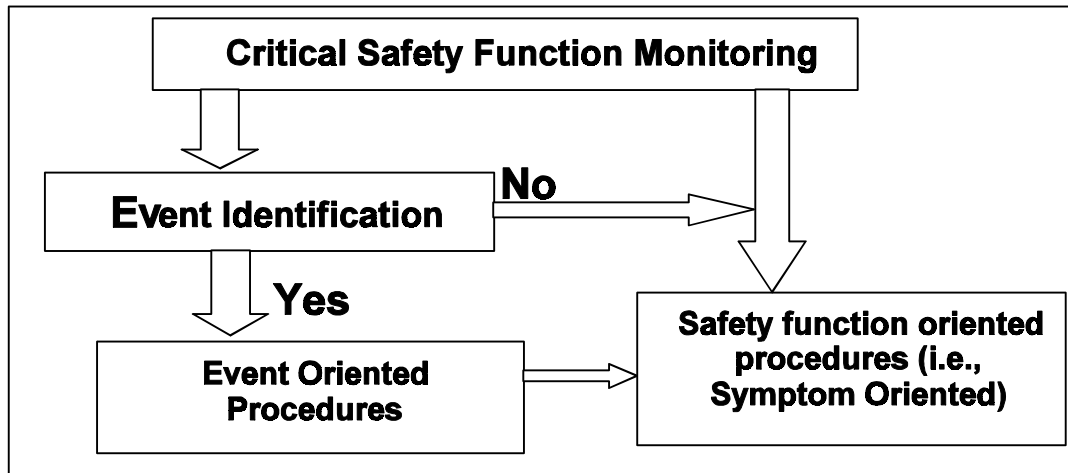 Critical Safety Function Monitoring
No
Event Identification
Yes
Safety function oriented
procedures (i.e.,
Symptom Oriented)
Event Oriented
Procedures